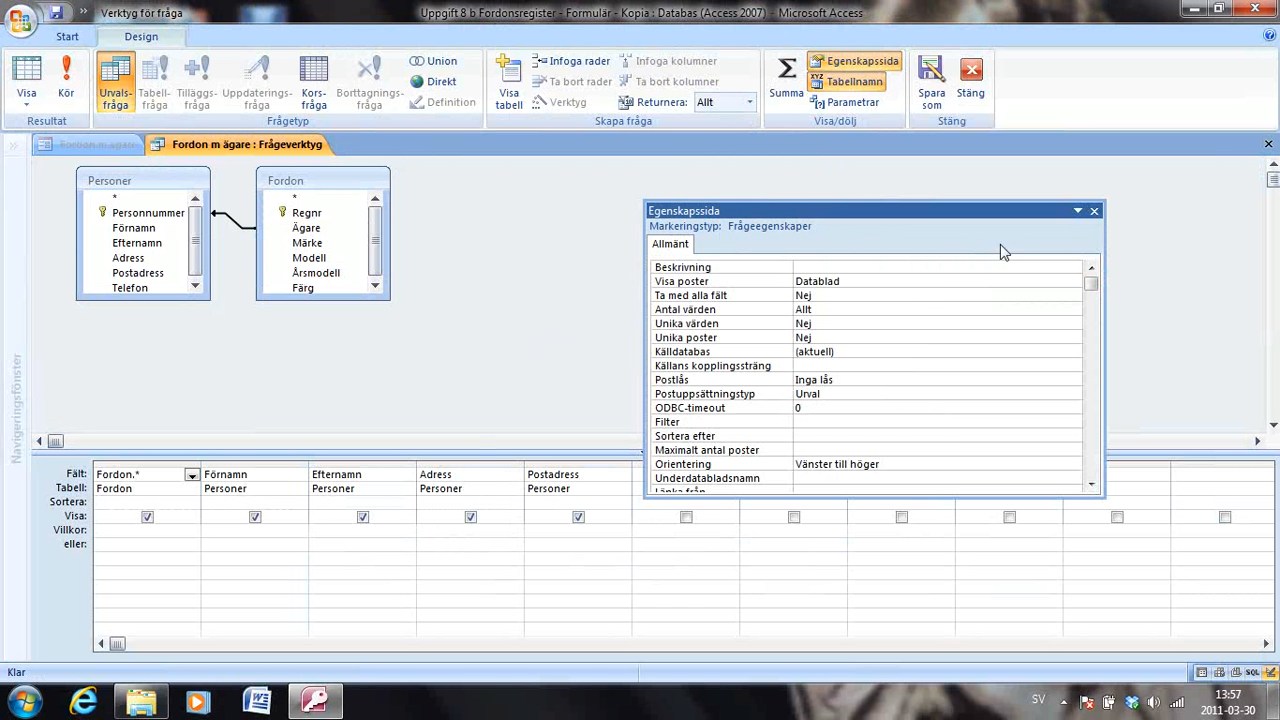 Verktyg för fråga
Uppgift 8 b Fordonsregister - Formulär - Kopia : Databas (Access 2007) - Microsoft Access
Start
Design
Visa
Kör
Resultat
Urvals-
fråga
Tabell-
fråga
Tilläggs-
fråga
Uppdaterings-
fråga
Kors-
fråga
Borttagnings-
fråga
Union
Direkt
Definition
Frågetyp
Visa
tabell
Infoga rader
Ta bort rader
Verktyg
Infoga kolumner
Ta bort kolumner
Returnera: Allt
Skapa fråga
Summa
Egenskapssida
XYZ
Tabellnamn
Parametrar
Visa/dölj
Spara
som
Stäng
Stäng
Fordon m ägare
Fordon m ägare : Frågeverktyg
Navigeringsfönster
Personer
*
Personnummer
Förnamn
Efternamn
Adress
Postadress
Telefon
Fordon
*
Regnr
Ägare
Märke
Modell
Årsmodell
Färg
Egenskapssida
Markeringstyp: Frågeegenskaper
Allmänt
Beskrivning
Visa poster Datablad
Ta med alla fält Nej
Antal värden Allt
Unika värden Nej
Unika poster Nej
Källdatabas (aktuell)
Källans kopplingssträng
Postlås Inga lås
Postuppsättningstyp Urval
ODBC-timeout 0
Filter
Sortera efter
Maximalt antal poster
Orientering Vänster till höger
Underdatabladsnamn
Länka från
Fält: Fordon.* Förnamn Efternamn Adress Postadress
Tabell: Fordon Personer Personer Personer Personer
Sortera:
Visa:
Villkor:
eller:
Klar
SQL
SV
13:57
2011-03-30